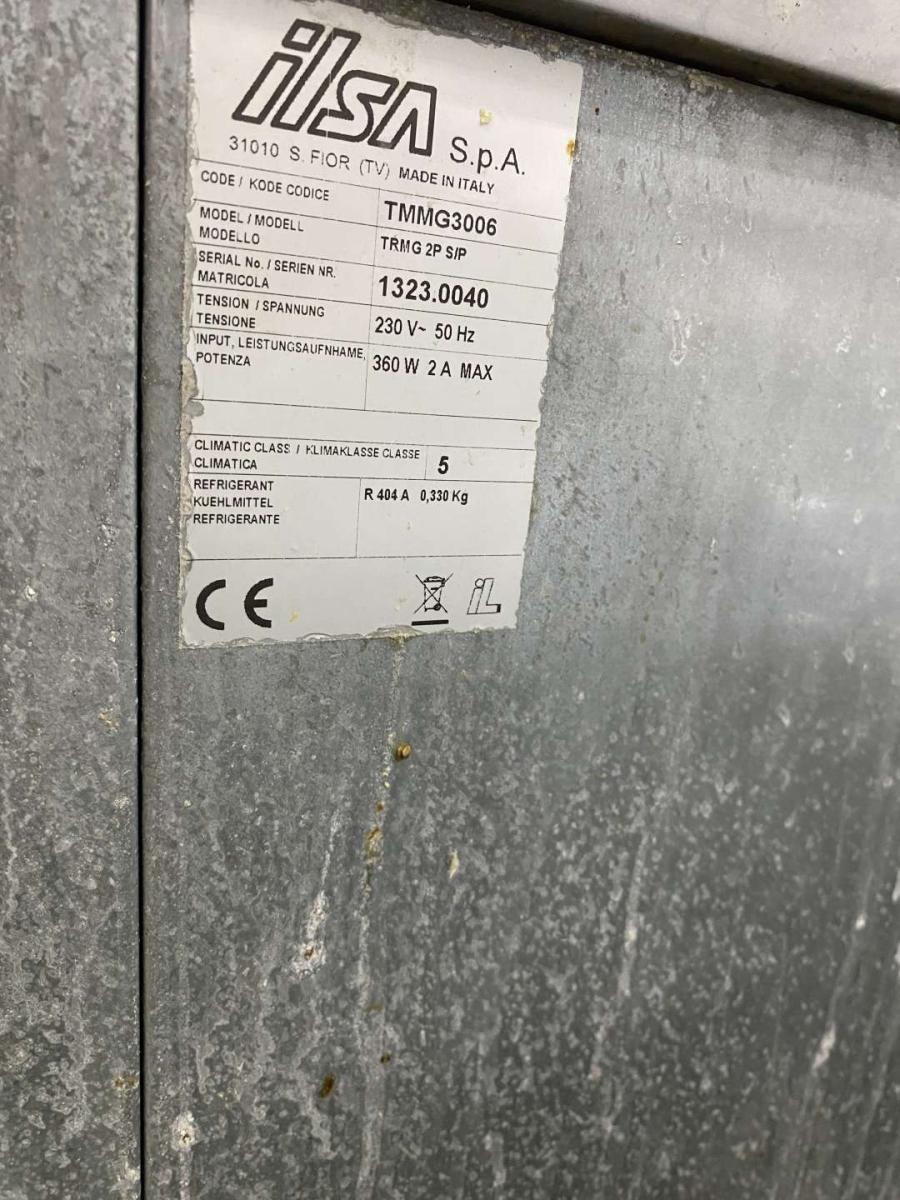 ilsa S.p.A.
31010 S. FIOR (TV) MADE IN ITALY
CODE / KODE CODICE TMMG3006
MODEL / MODELL
MODELLO TRMG 2P S/P
SERIAL No. / SERIEN NR.
MATRICOLA 1323.0040
TENSION / SPANNUNG
TENSIONE 230 V~ 50 Hz
INPUT, LEISTUNGSAUFNHAME,
POTENZA 360 W 2 A MAX
CLIMATIC CLASS / KLIMAKLASSE CLASSE
CLIMATICA 5
REFRIGERANT R 404 A 0,330 Kg
KUEHLMITTEL
REFRIGERANTE
CE IL